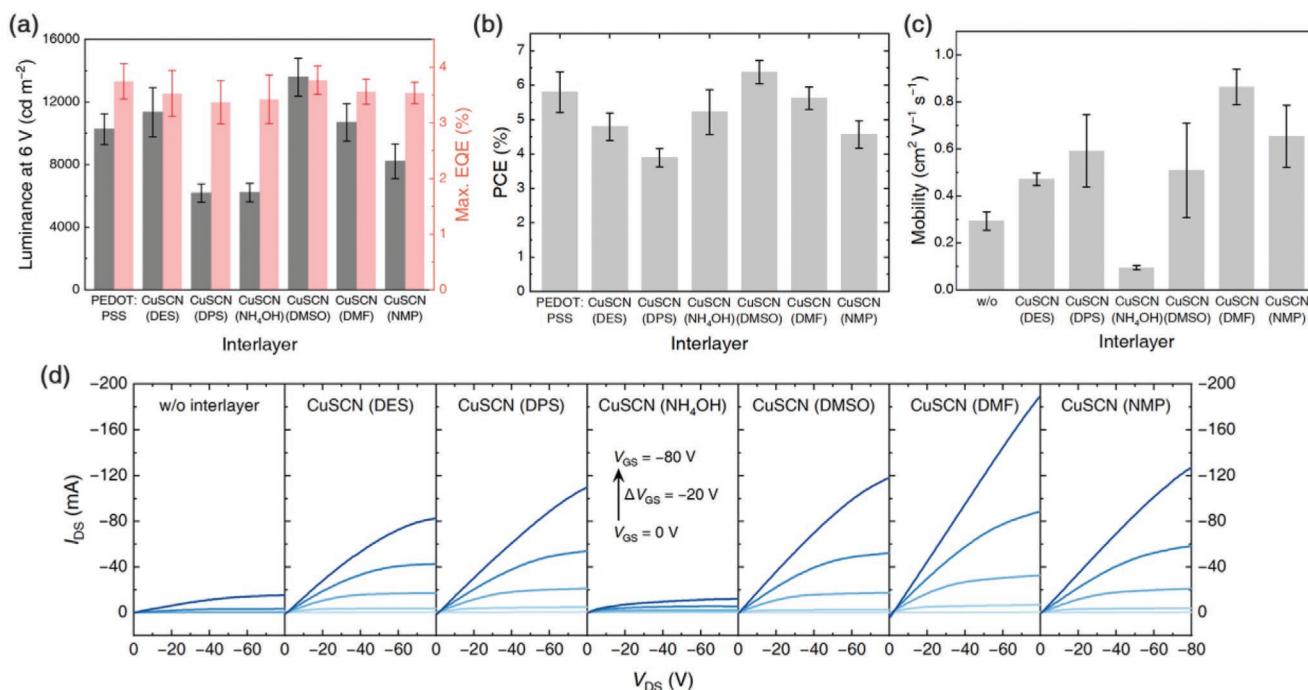 (a)
16000
12000
8000
4000
0
Luminance at 6 V (cd m⁻²)
4
3
2
1
0
Max. EQE (%)
PEDOT: CuSCN CuSCN CuSCN CuSCN CuSCN CuSCN
PSS (DES) (DPS) (NH₄OH) (DMSO) (DMF) (NMP)
Interlayer
(b)
7
6
5
4
3
2
1
0
PCE (%)
PEDOT: CuSCN CuSCN CuSCN CuSCN CuSCN CuSCN
PSS (DES) (DPS) (NH₄OH) (DMSO) (DMF) (NMP)
Interlayer
(c)
1.0
0.8
0.6
0.4
0.2
0.0
Mobility (cm² V⁻¹ s⁻¹)
w/o CuSCN CuSCN CuSCN CuSCN CuSCN CuSCN
(DES) (DPS) (NH₄OH) (DMSO) (DMF) (NMP)
Interlayer
(d)
−200
−160
−120
−80
−40
0
I_DS (mA)
w/o interlayer
CuSCN (DES)
CuSCN (DPS)
CuSCN (NH₄OH)
V_GS = −80 V
ΔV_GS = −20 V
V_GS = 0 V
CuSCN (DMSO)
CuSCN (DMF)
CuSCN (NMP)
−200
−160
−120
−80
−40
0
0 −20 −40 −60 0 −20 −40 −60 0 −20 −40 −60 0 −20 −40 −60 0 −20 −40 −60 0 −20 −40 −60 0 −20 −40 −60 −80
V_DS (V)